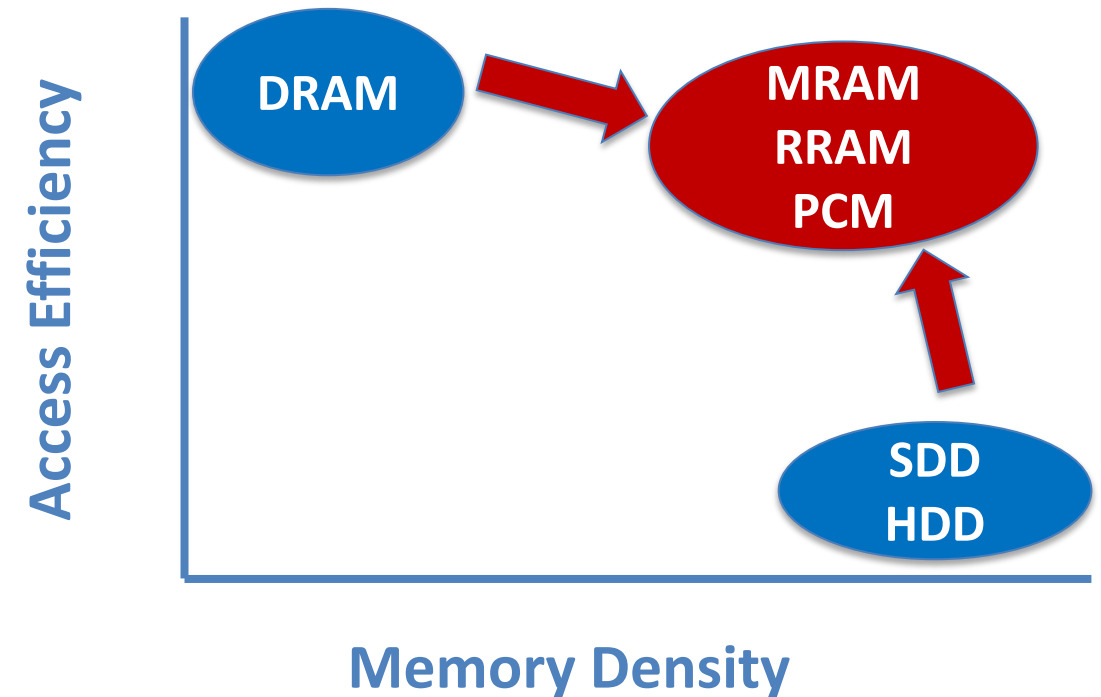 Access Efficiency
DRAM
MRAM
RRAM
PCM
SDD
HDD
Memory Density